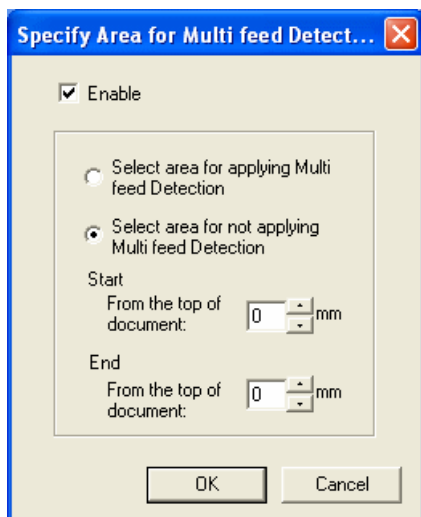 Specify Area for Multi feed Detect...
Enable
Select area for applying Multi
feed Detection
Select area for not applying
Multi feed Detection
Start
From the top of
document:
0 mm
End
From the top of
document:
0 mm
OK Cancel